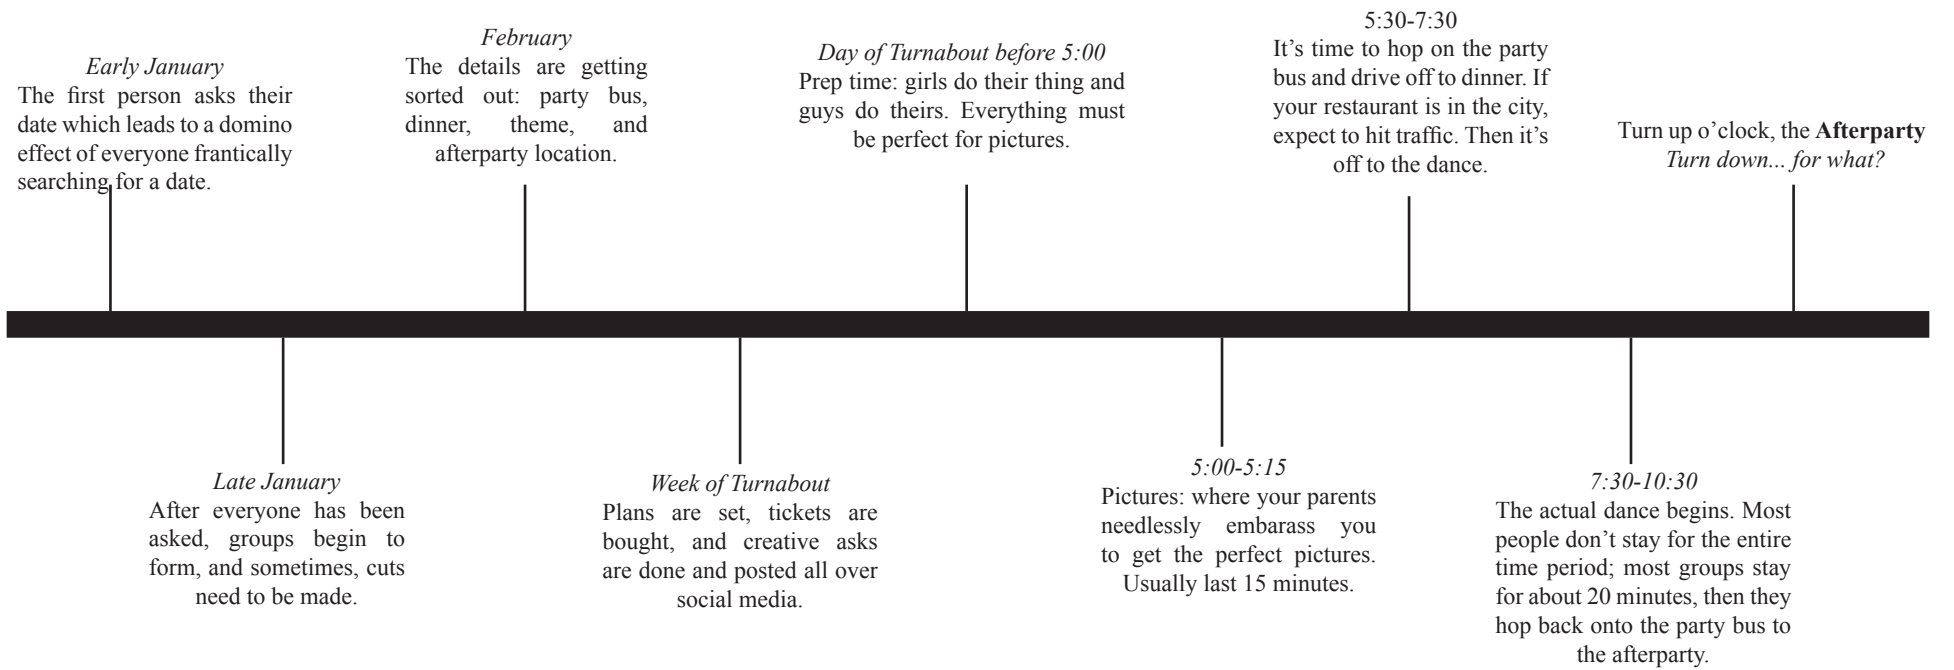 Early January
The first person asks their
date which leads to a domino
effect of everyone frantically
searching for a date.
Late January
After everyone has been
asked, groups begin to
form, and sometimes, cuts
need to be made.
February
The details are getting
sorted out: party bus,
dinner, theme, and
afterparty location.
Week of Turnabout
Plans are set, tickets are
bought, and creative asks
are done and posted all over
social media.
Day of Turnabout before 5:00
Prep time: girls do their thing and
guys do theirs. Everything must
be perfect for pictures.
5:00-5:15
Pictures: where your parents
needlessly embarass you
to get the perfect pictures.
Usually last 15 minutes.
5:30-7:30
It’s time to hop on the party
bus and drive off to dinner. If
your restaurant is in the city,
expect to hit traffic. Then it’s
off to the dance.
7:30-10:30
The actual dance begins. Most
people don’t stay for the entire
time period; most groups stay
for about 20 minutes, then they
hop back onto the party bus to
the afterparty.
Turn up o’clock, the Afterparty
Turn down... for what?